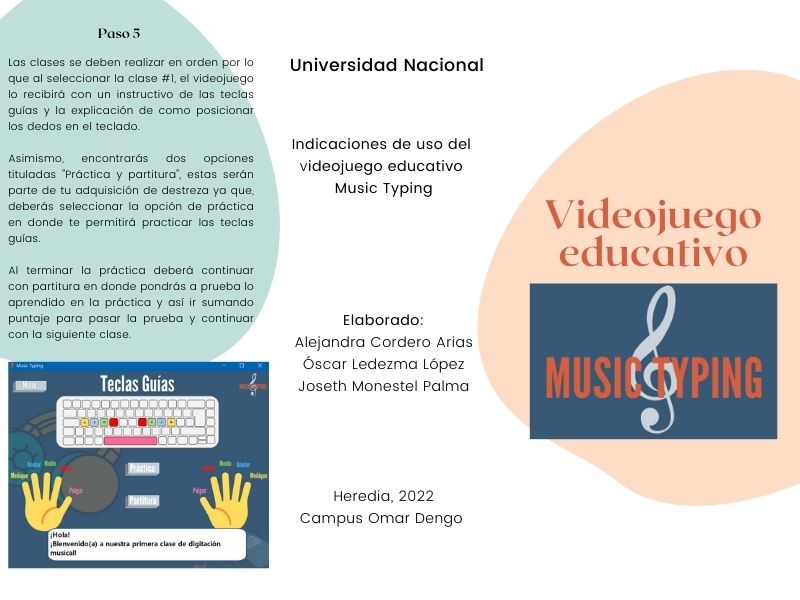 Paso 5
Las clases se deben realizar en orden por lo
que al seleccionar la clase #1, el videojuego
lo recibirá con un instructivo de las teclas
guías y la explicación de como posicionar
los dedos en el teclado.
Asimismo, encontrarás dos opciones
tituladas "Práctica y partitura", estas serán
parte de tu adquisición de destreza ya que,
deberás seleccionar la opción de práctica
en donde te permitirá practicar las teclas
guías.
Al terminar la práctica deberá continuar
con partitura en donde pondrás a prueba lo
aprendido en la práctica y así ir sumando
puntaje para pasar la prueba y continuar
con la siguiente clase.
Music Typing
Menú
Teclas Guías
MUSIC TYPING
Práctica
Partitura
Meñique
Anular
Medio
Pulgar
Pulgar
Medio
Anular
Meñique
¡Hola!
¡Bienvenido(a) a nuestra primera clase de digitación
musical!
Universidad Nacional
Indicaciones de uso del
videojuego educativo
Music Typing
Elaborado:
Alejandra Cordero Arias
Óscar Ledezma López
Joseth Monestel Palma
Heredia, 2022
Campus Omar Dengo
Videojuego
educativo
MUSIC TYPING